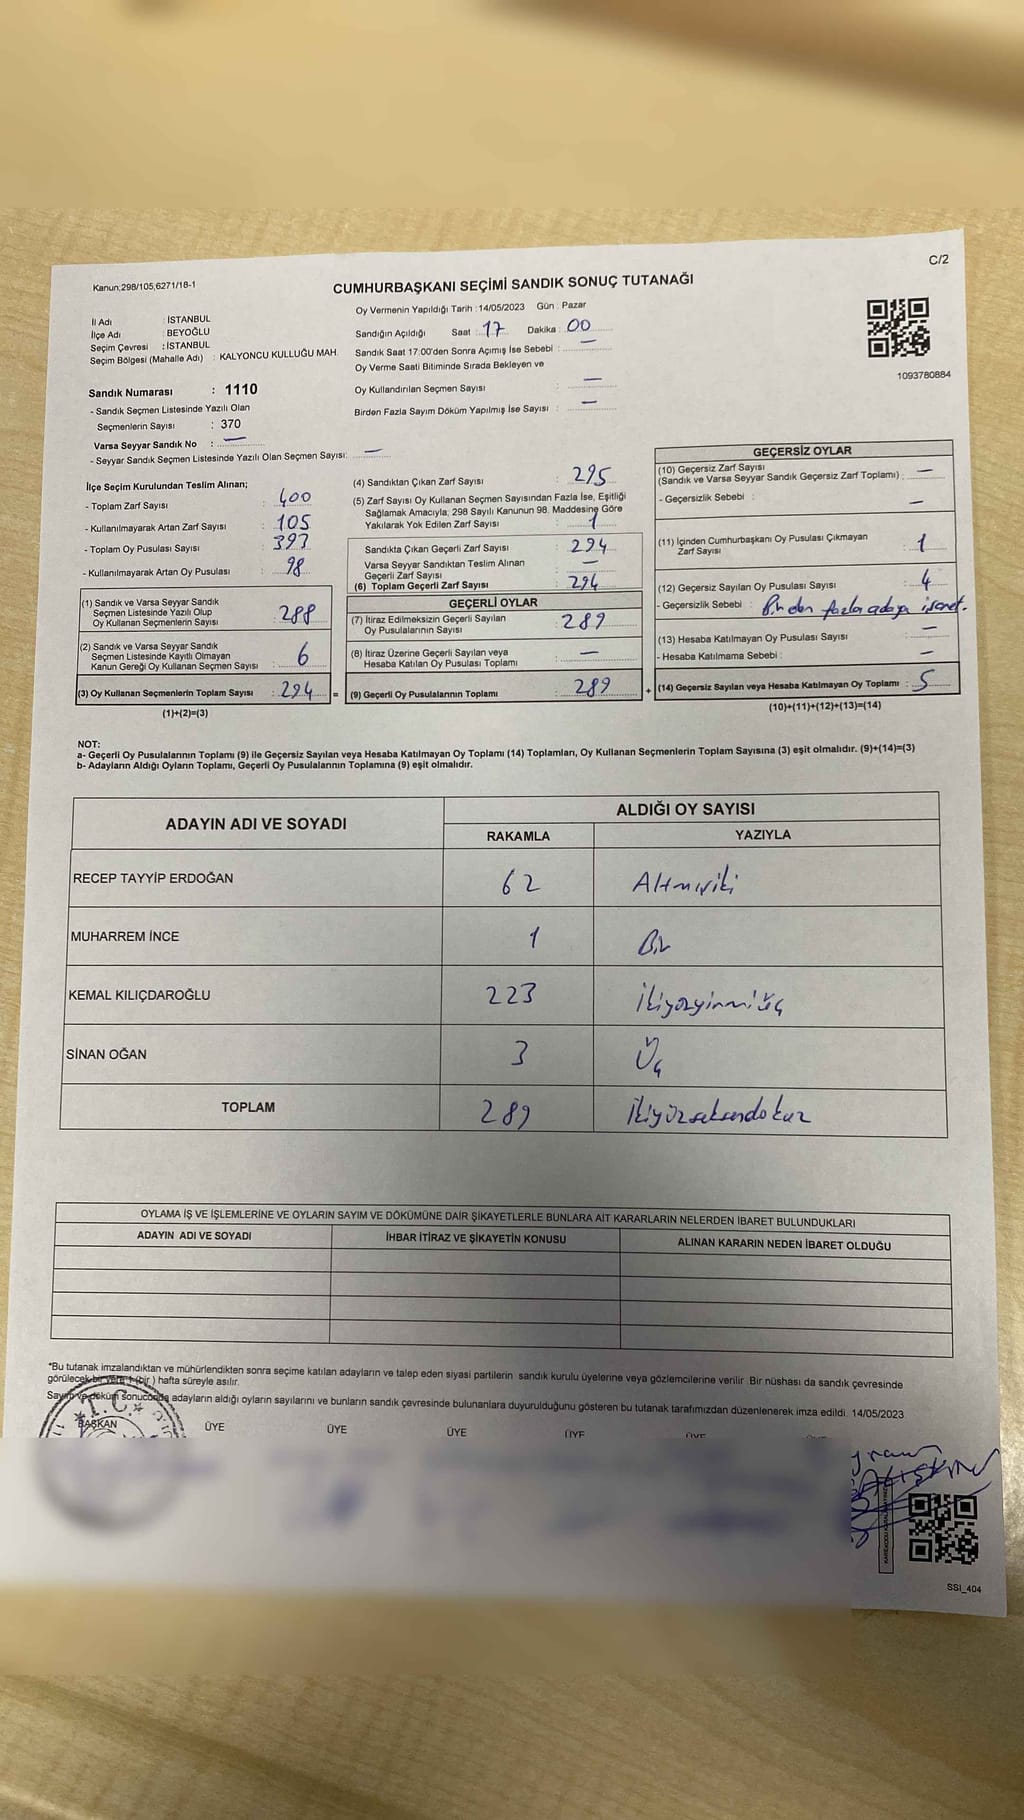 C/2
Kanun:298/105,6271/18-1
CUMHURBAŞKANI SEÇİMİ SANDIK SONUÇ TUTANAĞI
İl Adı : İSTANBUL
İlçe Adı : BEYOĞLU
Seçim Çevresi : İSTANBUL
Seçim Bölgesi (Mahalle Adı) : KALYONCU KULLUĞU MAH.
Sandık Numarası : 1110
- Sandık Seçmen Listesinde Yazılı Olan
Seçmenlerin Sayısı : 370
Varsa Seyyar Sandık No : —
- Seyyar Sandık Seçmen Listesinde Yazılı Olan Seçmen Sayısı: —
Oy Vermenin Yapıldığı Tarih :14/05/2023 Gün : Pazar
Sandığın Açıldığı Saat : 17 Dakika : 00
Sandık Saat 17:00'den Sonra Açımış İse Sebebi : —
Oy Verme Saati Bitiminde Sırada Bekleyen ve
Oy Kullandırılan Seçmen Sayısı : —
Birden Fazla Sayım Döküm Yapılmış İse Sayısı : —
1093780884
İlçe Seçim Kurulundan Teslim Alınan;
- Toplam Zarf Sayısı : 400
- Kullanılmayarak Artan Zarf Sayısı : 105
- Toplam Oy Pusulası Sayısı : 393
- Kullanılmayarak Artan Oy Pusulası : 98
(1) Sandık ve Varsa Seyyar Sandık
Seçmen Listesinde Yazılı Olup
Oy Kullanan Seçmenlerin Sayısı : 288
(2) Sandık ve Varsa Seyyar Sandık
Seçmen Listesinde Kayıtlı Olmayan
Kanun Gereği Oy Kullanan Seçmen Sayısı : 6
(3) Oy Kullanan Seçmenlerin Toplam Sayısı : 294 =
(1)+(2)=(3)
(4) Sandıktan Çıkan Zarf Sayısı : 295
(5) Zarf Sayısı Oy Kullanan Seçmen Sayısından Fazla İse, Eşitliği
Sağlamak Amacıyla; 298 Sayılı Kanunun 98. Maddesine Göre
Yakılarak Yok Edilen Zarf Sayısı : 1
Sandıkta Çıkan Geçerli Zarf Sayısı : 294
Varsa Seyyar Sandıktan Teslim Alınan
Geçerli Zarf Sayısı : —
(6) Toplam Geçerli Zarf Sayısı : 294
GEÇERLİ OYLAR
(7) İtiraz Edilmeksizin Geçerli Sayılan
Oy Pusulalarının Sayısı : 289
(8) İtiraz Üzerine Geçerli Sayılan veya
Hesaba Katılan Oy Pusulası Toplamı : —
(9) Geçerli Oy Pusulalarının Toplamı : 289 +
GEÇERSİZ OYLAR
(10) Geçersiz Zarf Sayısı
(Sandık ve Varsa Seyyar Sandık Geçersiz Zarf Toplamı) : —
- Geçersizlik Sebebi : —
(11) İçinden Cumhurbaşkanı Oy Pusulası Çıkmayan
Zarf Sayısı : 1
(12) Geçersiz Sayılan Oy Pusulası Sayısı : 4
- Geçersizlik Sebebi : Birden fazla adaya işaret.
(13) Hesaba Katılmayan Oy Pusulası Sayısı : —
- Hesaba Katılmama Sebebi : —
(14) Geçersiz Sayılan veya Hesaba Katılmayan Oy Toplamı : 5
(10)+(11)+(12)+(13)=(14)
NOT:
a- Geçerli Oy Pusulalarının Toplamı (9) ile Geçersiz Sayılan veya Hesaba Katılmayan Oy Toplamı (14) Toplamları, Oy Kullanan Seçmenlerin Toplam Sayısına (3) eşit olmalıdır. (9)+(14)=(3)
b- Adayların Aldığı Oyların Toplamı, Geçerli Oy Pusulalarının Toplamına (9) eşit olmalıdır.
ADAYIN ADI VE SOYADI ALDIĞI OY SAYISI
RAKAMLA YAZIYLA
RECEP TAYYİP ERDOĞAN 62 Altmışiki
MUHARREM İNCE 1 Bir
KEMAL KILIÇDAROĞLU 223 İkiyüzyirmiüç
SİNAN OĞAN 3 Üç
TOPLAM 289 İkiyüzseksendokuz
OYLAMA İŞ VE İŞLEMLERİNE VE OYLARIN SAYIM VE DÖKÜMÜNE DAİR ŞİKAYETLERLE BUNLARA AİT KARARLARIN NELERDEN İBARET BULUNDUKLARI
ADAYIN ADI VE SOYADI İHBAR İTİRAZ VE ŞİKAYETİN KONUSU ALINAN KARARIN NEDEN İBARET OLDUĞU
*Bu tutanak imzalandıktan ve mühürlendikten sonra seçime katılan adayların ve talep eden siyasi partilerin sandık kurulu üyelerine veya gözlemcilerine verilir. Bir nüshası da sandık çevresinde
görülecek bir yere 1 (bir ) hafta süreyle asılır.
Sayım ve döküm sonucunda adayların aldığı oyların sayılarını ve bunların sandık çevresinde bulunanlara duyurulduğunu gösteren bu tutanak tarafımızdan düzenlenerek imza edildi. 14/05/2023
T.C.
BAŞKAN ÜYE ÜYE ÜYE ÜYE ÜYE
SSI_404